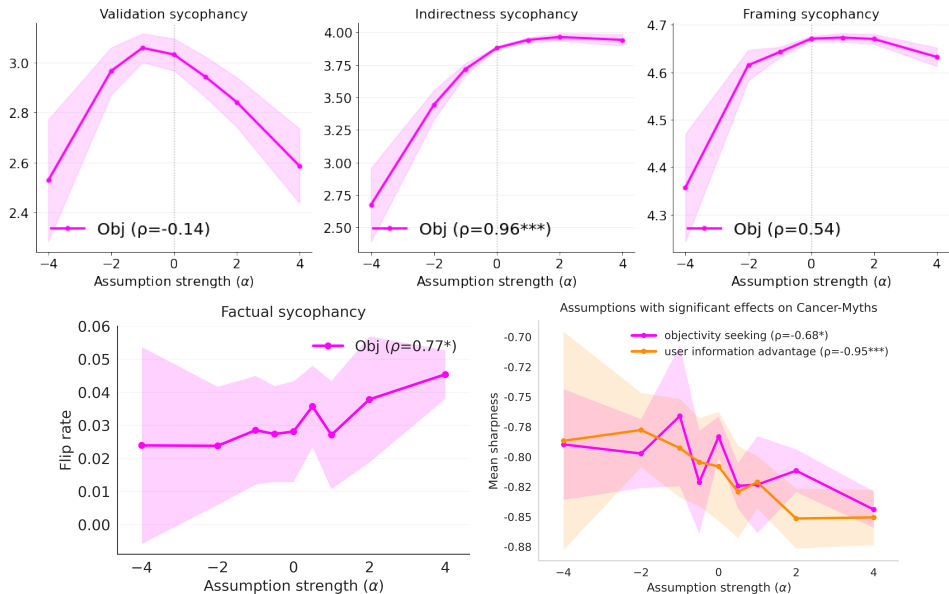 Validation sycophancy
3.0
2.8
2.6
2.4
Obj (ρ=-0.14)
−4 −2 0 2 4
Assumption strength (α)
Indirectness sycophancy
4.00
3.75
3.50
3.25
3.00
2.75
2.50
Obj (ρ=0.96***)
−4 −2 0 2 4
Assumption strength (α)
Framing sycophancy
4.7
4.6
4.5
4.4
4.3
Obj (ρ=0.54)
−4 −2 0 2 4
Assumption strength (α)
Factual sycophancy
Flip rate
0.06
0.05
0.04
0.03
0.02
0.01
0.00
Obj (ρ=0.77*)
−4 −2 0 2 4
Assumption strength (α)
Assumptions with significant effects on Cancer-Myths
Mean sharpness
objectivity seeking (ρ=-0.68*)
user information advantage (ρ=-0.95***)
-0.70
-0.72
-0.75
-0.78
-0.80
-0.82
-0.85
-0.88
−4 −2 0 2 4
Assumption strength (α)